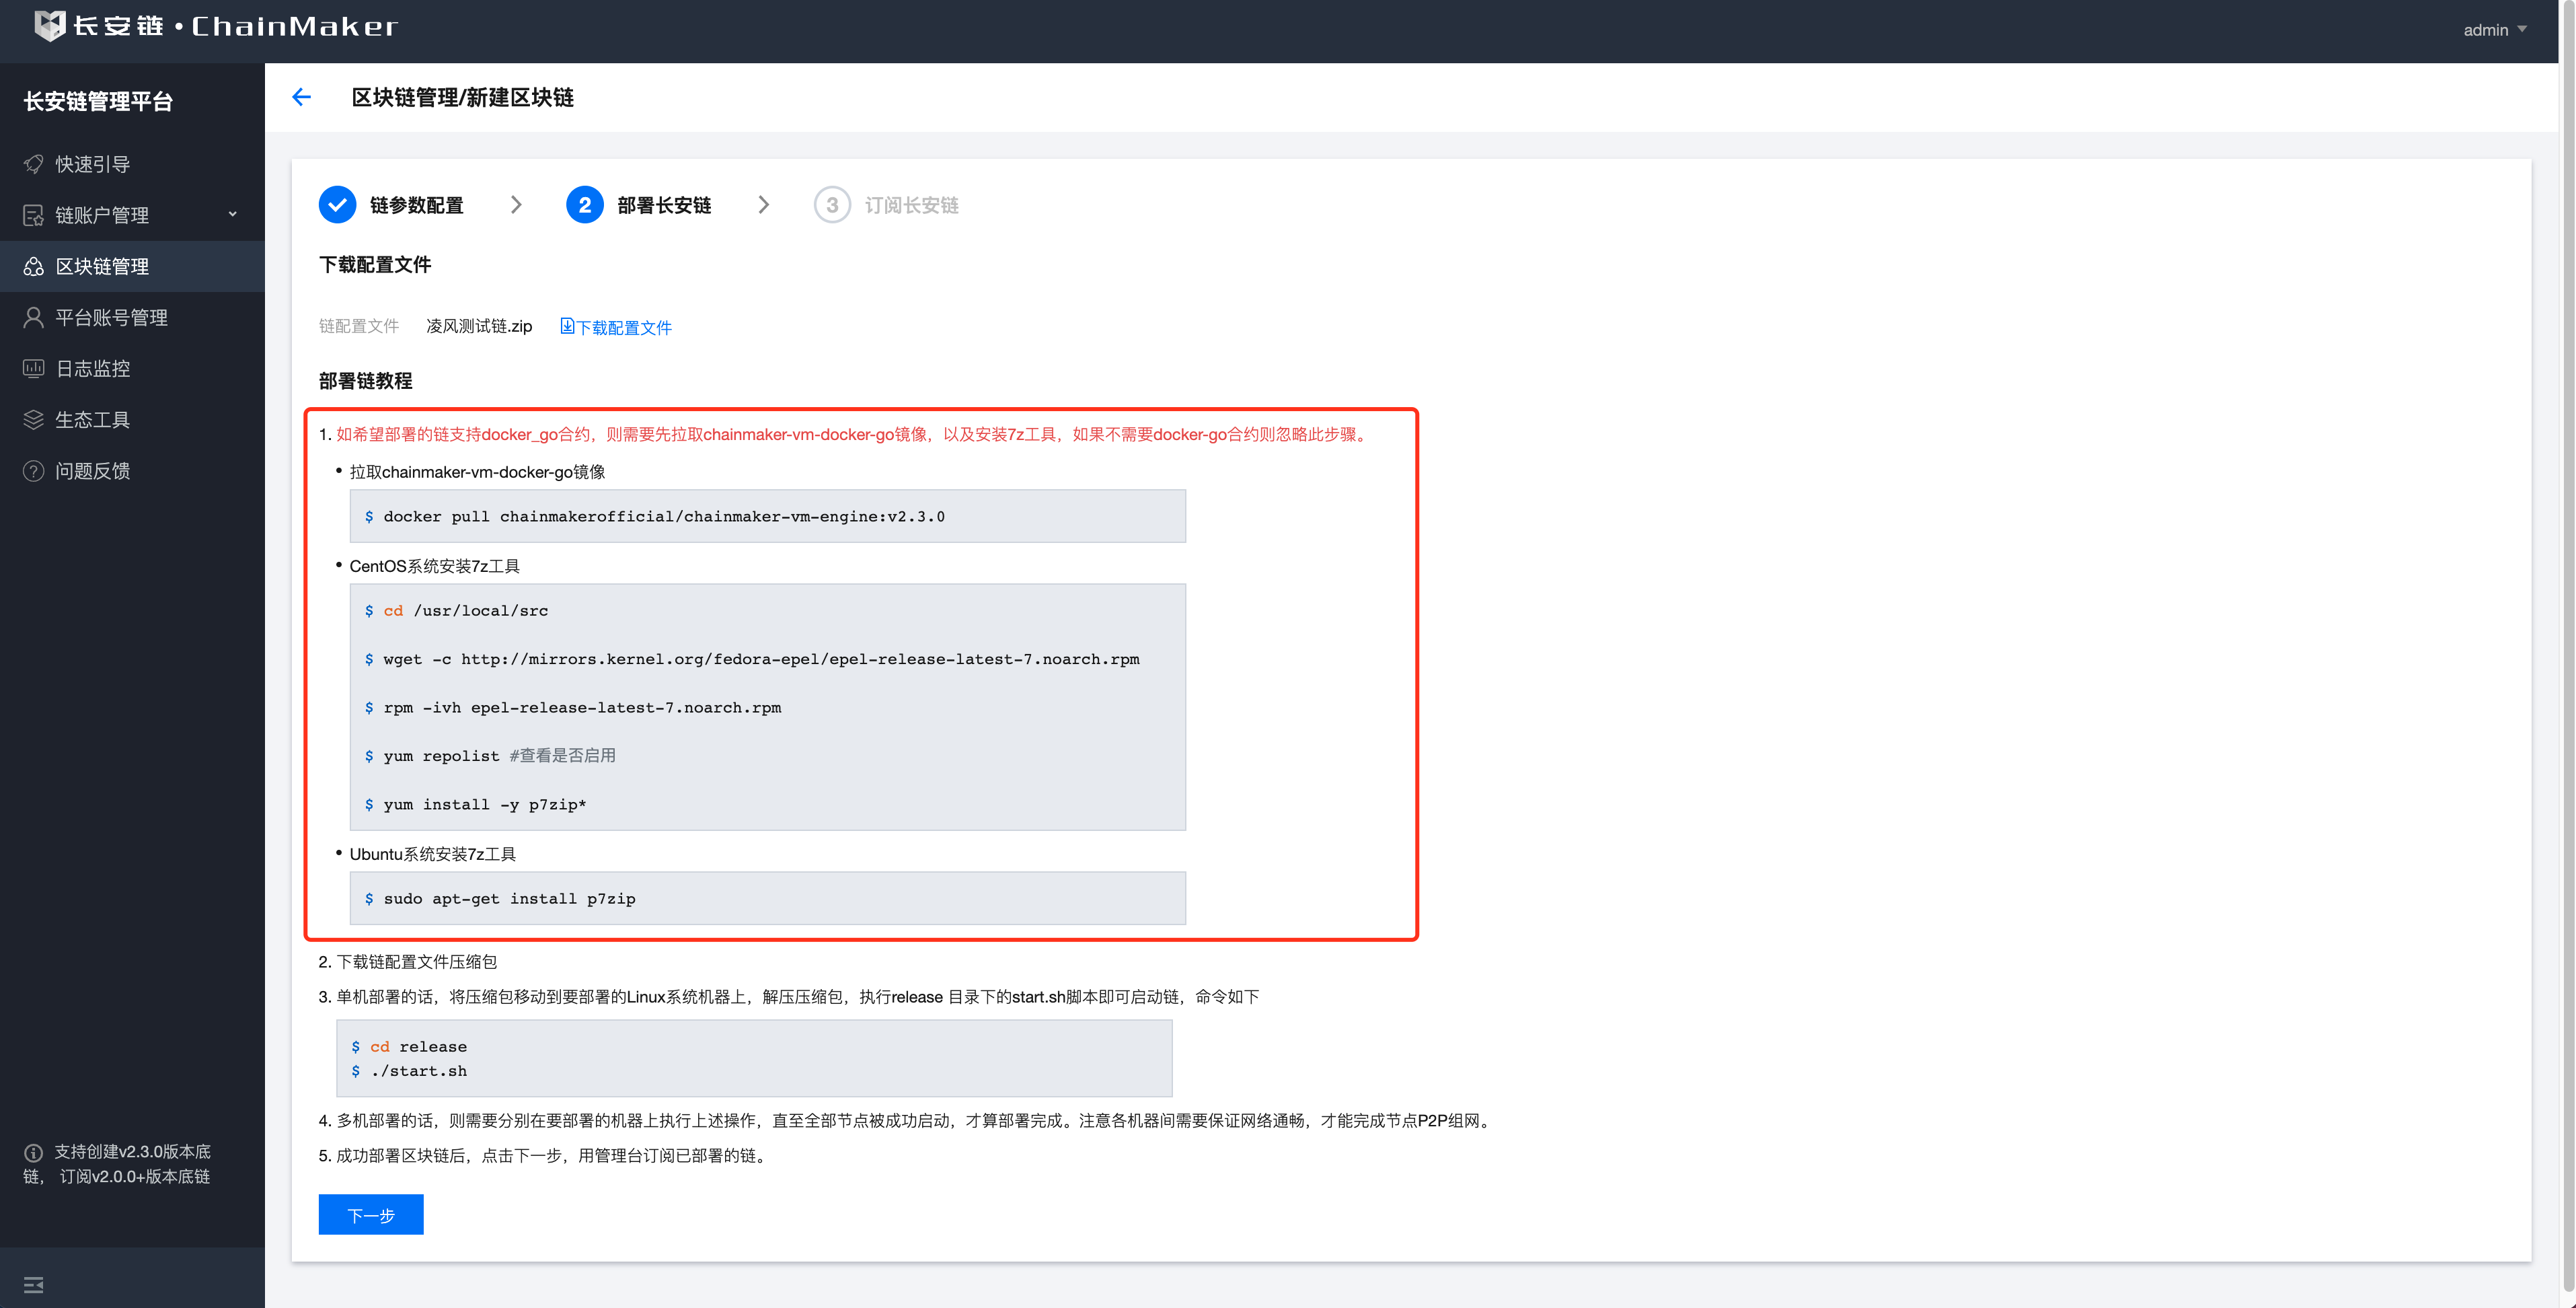 长安链·ChainMaker
admin
长安链管理平台
快速引导
链账户管理
区块链管理
平台账号管理
日志监控
生态工具
问题反馈
支持创建v2.3.0版本底
链， 订阅v2.0.0+版本底链
区块链管理/新建区块链
链参数配置
2 部署长安链
3 订阅长安链
下载配置文件
链配置文件 凌风测试链.zip 下载配置文件
部署链教程
1. 如希望部署的链支持docker_go合约，则需要先拉取chainmaker-vm-docker-go镜像，以及安装7z工具，如果不需要docker-go合约则忽略此步骤。
• 拉取chainmaker-vm-docker-go镜像
$ docker pull chainmakerofficial/chainmaker-vm-engine:v2.3.0
• CentOS系统安装7z工具
$ cd /usr/local/src
$ wget -c http://mirrors.kernel.org/fedora-epel/epel-release-latest-7.noarch.rpm
$ rpm -ivh epel-release-latest-7.noarch.rpm
$ yum repolist #查看是否启用
$ yum install -y p7zip*
• Ubuntu系统安装7z工具
$ sudo apt-get install p7zip
2. 下载链配置文件压缩包
3. 单机部署的话，将压缩包移动到要部署的Linux系统机器上，解压压缩包，执行release 目录下的start.sh脚本即可启动链，命令如下
$ cd release
$ ./start.sh
4. 多机部署的话，则需要分别在要部署的机器上执行上述操作，直至全部节点被成功启动，才算部署完成。注意各机器间需要保证网络通畅，才能完成节点P2P组网。
5. 成功部署区块链后，点击下一步，用管理台订阅已部署的链。
下一步